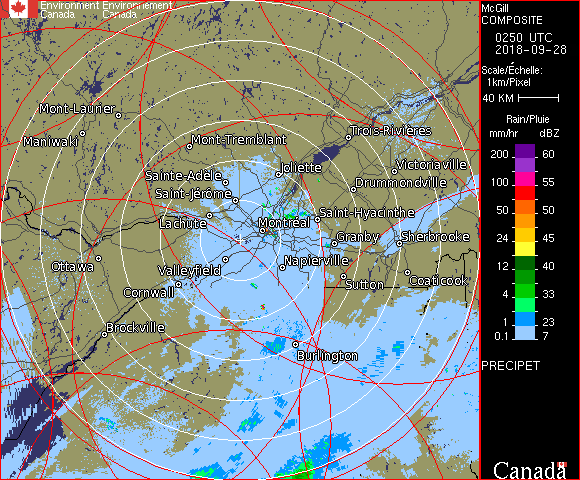 Environment Environnement
Canada Canada
McGill
COMPOSITE
0250 UTC
2018-09-28
Scale/Échelle:
1km/Pixel
40 KM
Rain/Pluie
mm/hr dBZ
200 60
100 55
50 50
24 45
12 40
4 33
1 23
0.1 7
PRECIPET
Canada
Mont-Laurier
Maniwaki
Trois-Rivières
Mont-Tremblant
Joliette
Victoriaville
Sainte-Adèle
Drummondville
Saint-Jérôme
Saint-Hyacinthe
Lachute
Montréal
Granby
Sherbrooke
Ottawa
Valleyfield
Napierville
Cornwall
Sutton
Coaticook
Brockville
Burlington